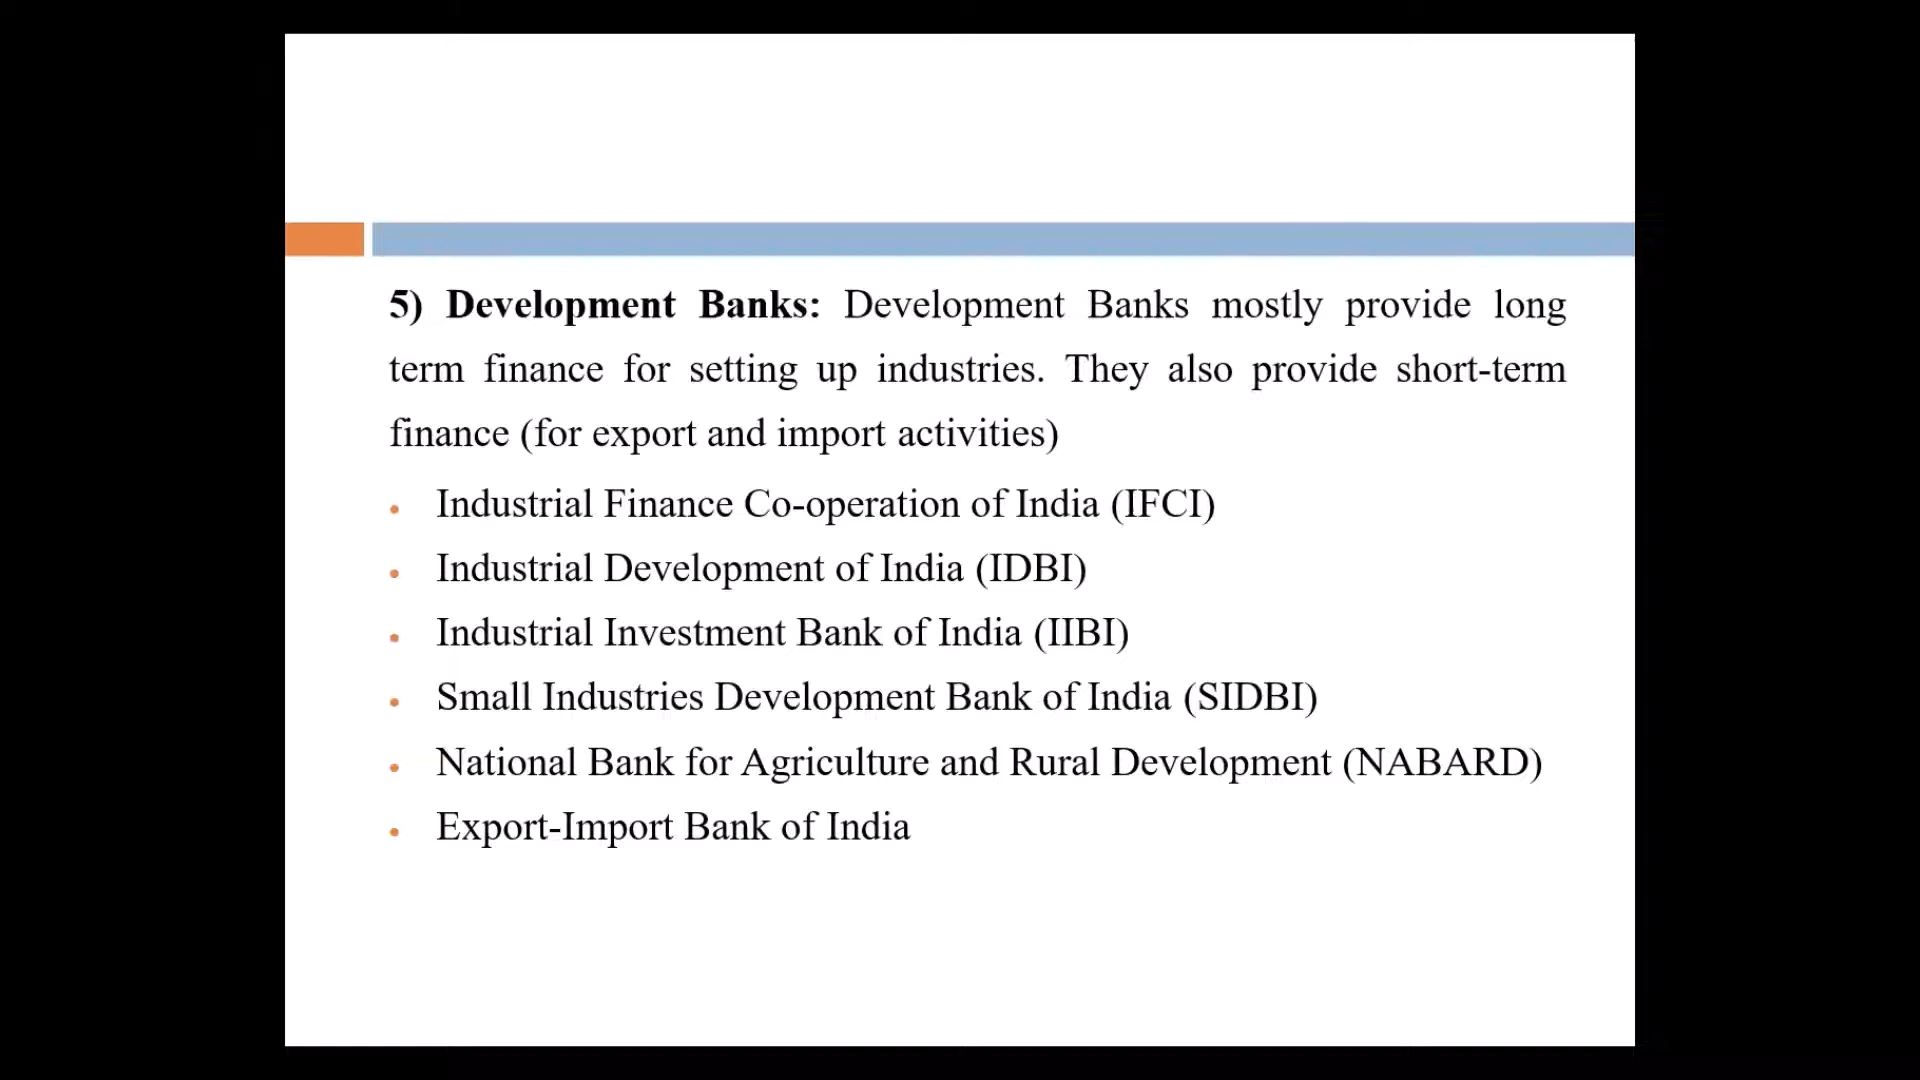 5) Development Banks: Development Banks mostly provide long
term finance for setting up industries. They also provide short-term
finance (for export and import activities)
• Industrial Finance Co-operation of India (IFCI)
• Industrial Development of India (IDBI)
• Industrial Investment Bank of India (IIBI)
• Small Industries Development Bank of India (SIDBI)
• National Bank for Agriculture and Rural Development (NABARD)
• Export-Import Bank of India